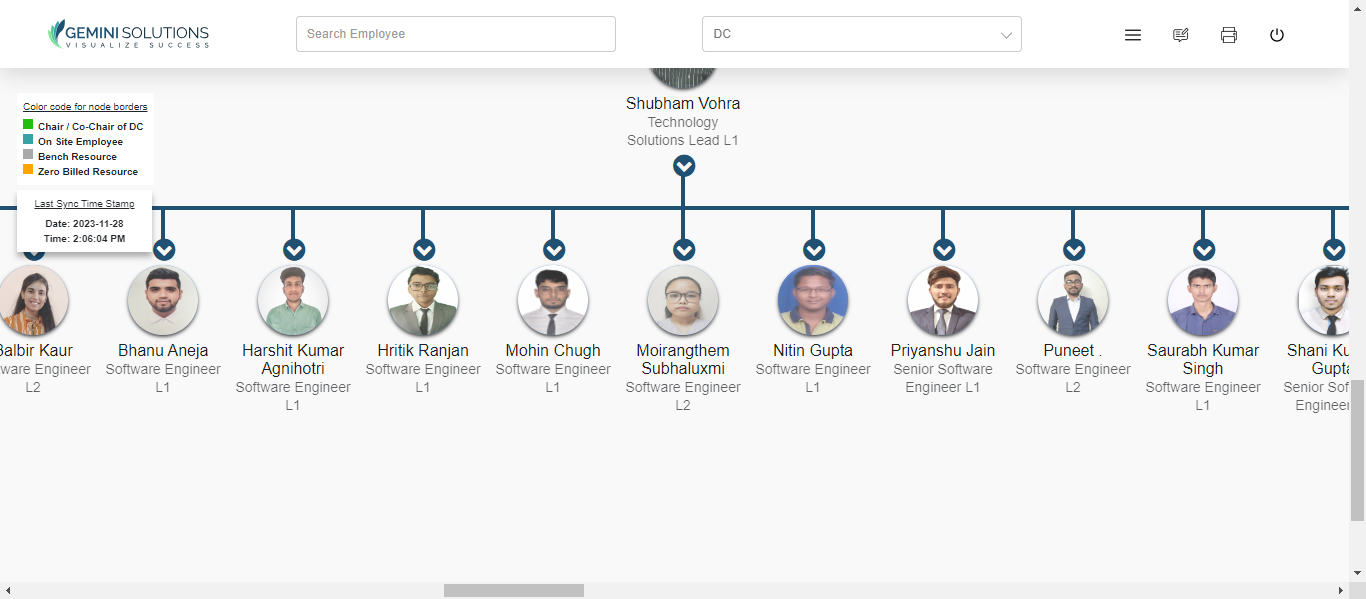 GEMINI SOLUTIONS
VISUALIZE SUCCESS
Search Employee
DC
Color code for node borders
Chair / Co-Chair of DC
On Site Employee
Bench Resource
Zero Billed Resource
Last Sync Time Stamp
Date: 2023-11-28
Time: 2:06:04 PM
Shubham Vohra
Technology
Solutions Lead L1
Balbir Kaur
ware Engineer
L2
Bhanu Aneja
Software Engineer
L1
Harshit Kumar
Agnihotri
Software Engineer
L1
Hritik Ranjan
Software Engineer
L1
Mohin Chugh
Software Engineer
L1
Moirangthem
Subhaluxmi
Software Engineer
L2
Nitin Gupta
Software Engineer
L1
Priyanshu Jain
Senior Software
Engineer L1
Puneet .
Software Engineer
L2
Saurabh Kumar
Singh
Software Engineer
L1
Shani Ku
Gupta
Senior Sof
Engineer